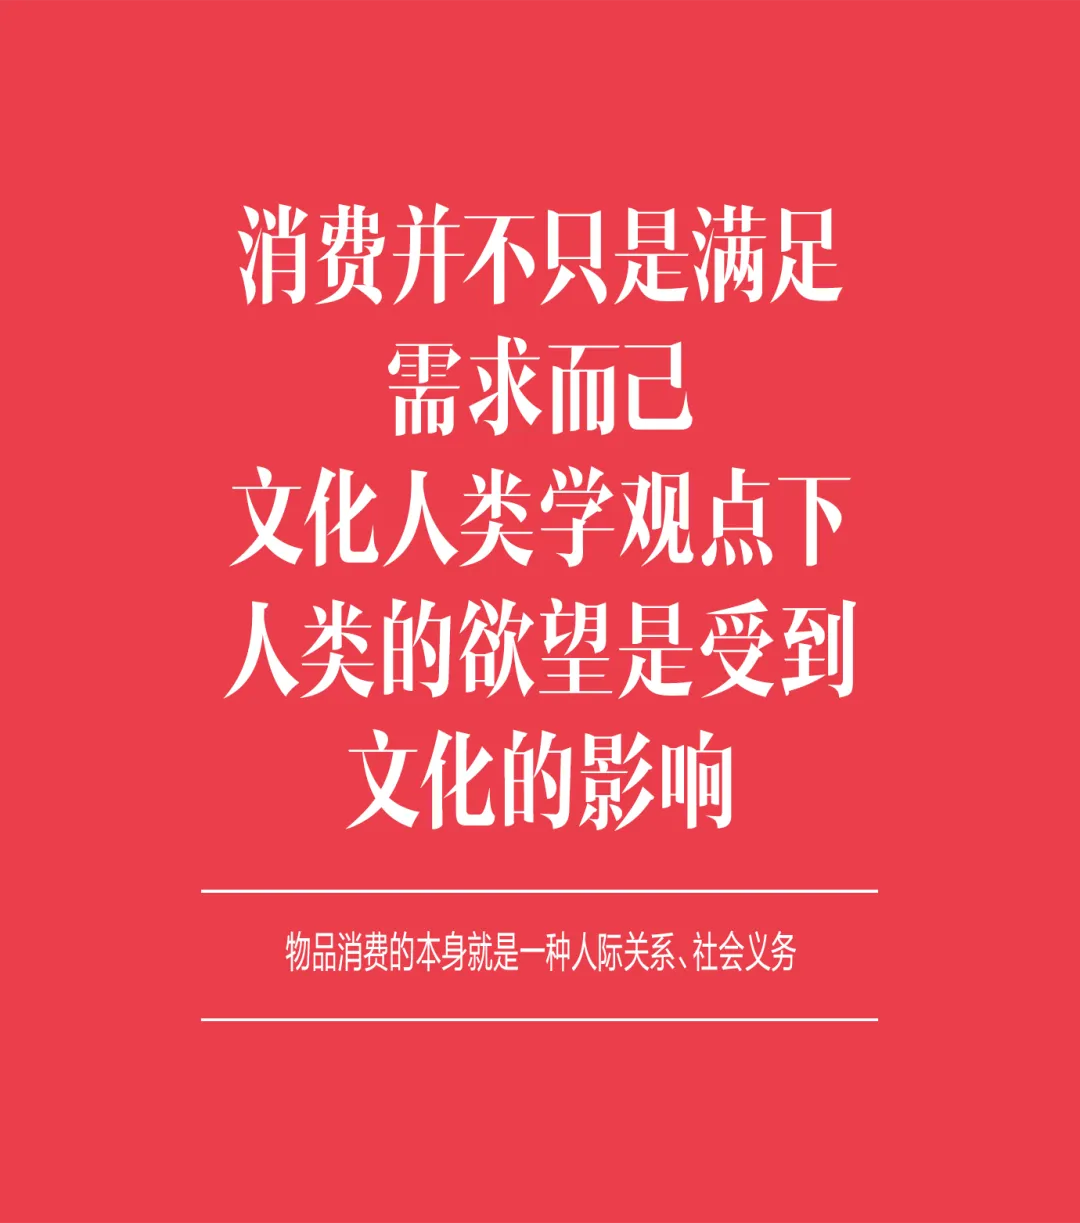 消费并不只是满足
需求而己
文化人类学观点下
人类的欲望是受到
文化的影响
物品消费的本身就是一种人际关系、社会义务